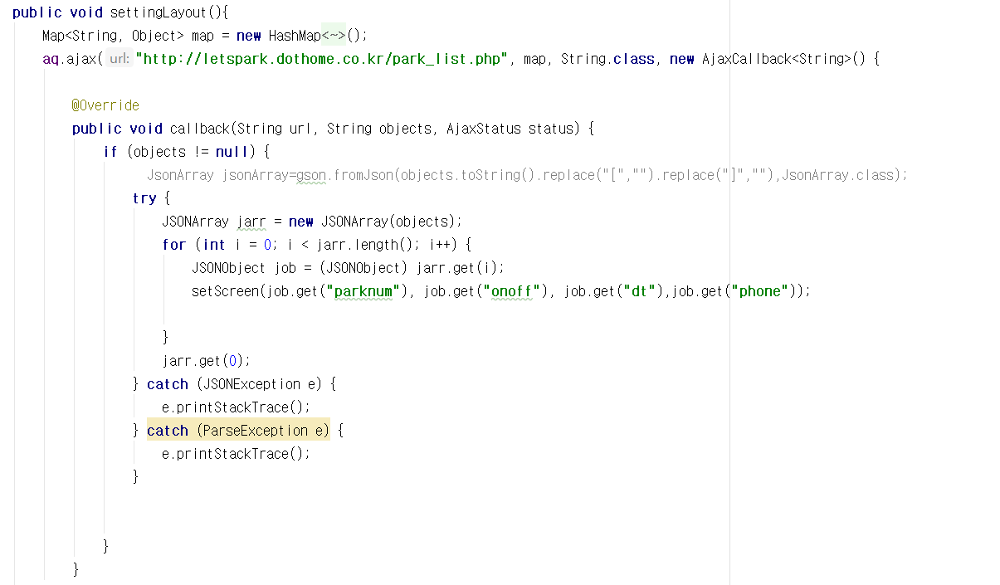 public void settingLayout(){
Map<String, Object> map = new HashMap<~>();
aq.ajax( url: "http://letspark.dothome.co.kr/park_list.php", map, String.class, new AjaxCallback<String>() {
@Override
public void callback(String url, String objects, AjaxStatus status) {
if (objects != null) {
JsonArray jsonArray=gson.fromJson(objects.toString().replace("[","").replace("]",""),JsonArray.class);
try {
JSONArray jarr = new JSONArray(objects);
for (int i = 0; i < jarr.length(); i++) {
JSONObject job = (JSONObject) jarr.get(i);
setScreen(job.get("parknum"), job.get("onoff"), job.get("dt"),job.get("phone"));
}
jarr.get(0);
} catch (JSONException e) {
e.printStackTrace();
} catch (ParseException e) {
e.printStackTrace();
}
}
}